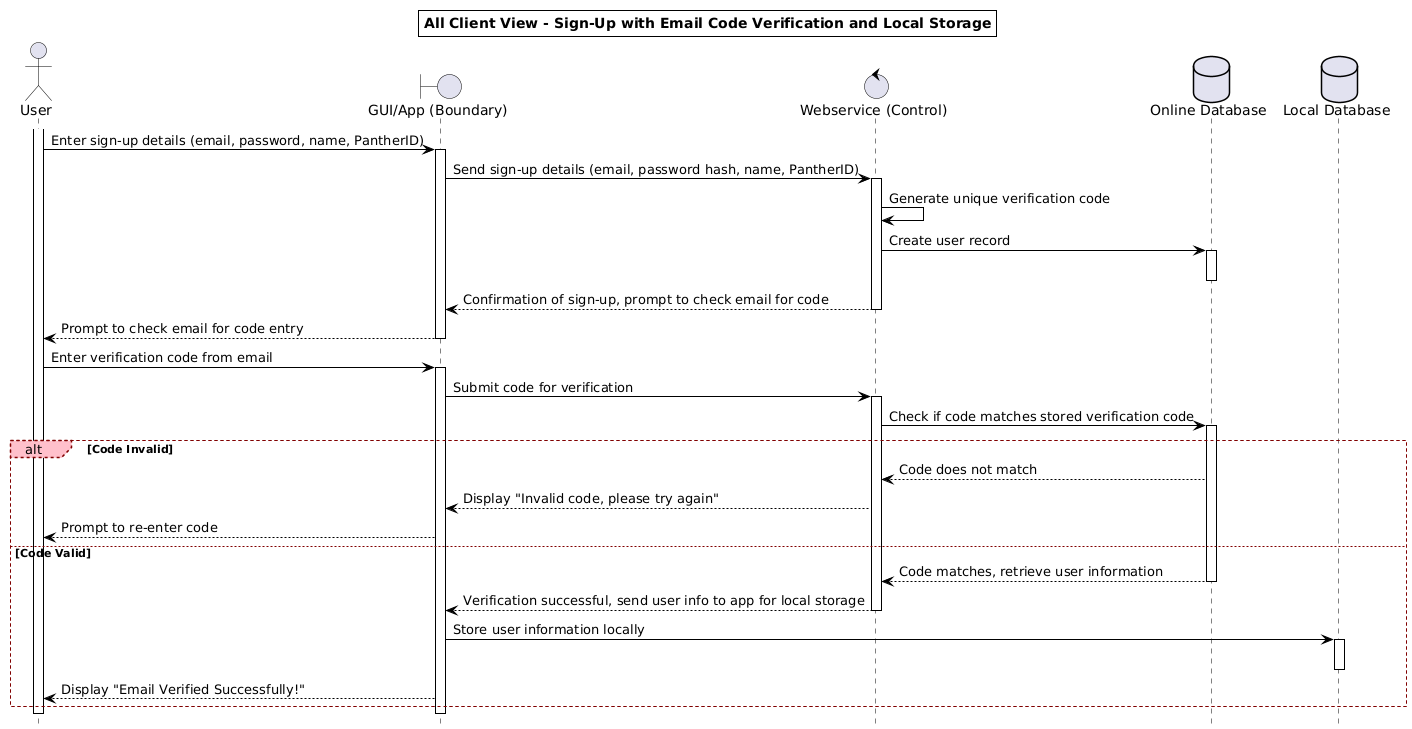 All Client View - Sign-Up with Email Code Verification and Local Storage
User
GUI/App (Boundary)
Webservice (Control)
Online Database
Local Database
Enter sign-up details (email, password, name, PantherID)
Send sign-up details (email, password hash, name, PantherID)
Generate unique verification code
Create user record
Confirmation of sign-up, prompt to check email for code
Prompt to check email for code entry
Enter verification code from email
Submit code for verification
Check if code matches stored verification code
alt
[Code Invalid]
Code does not match
Display "Invalid code, please try again"
Prompt to re-enter code
[Code Valid]
Code matches, retrieve user information
Verification successful, send user info to app for local storage
Store user information locally
Display "Email Verified Successfully!"